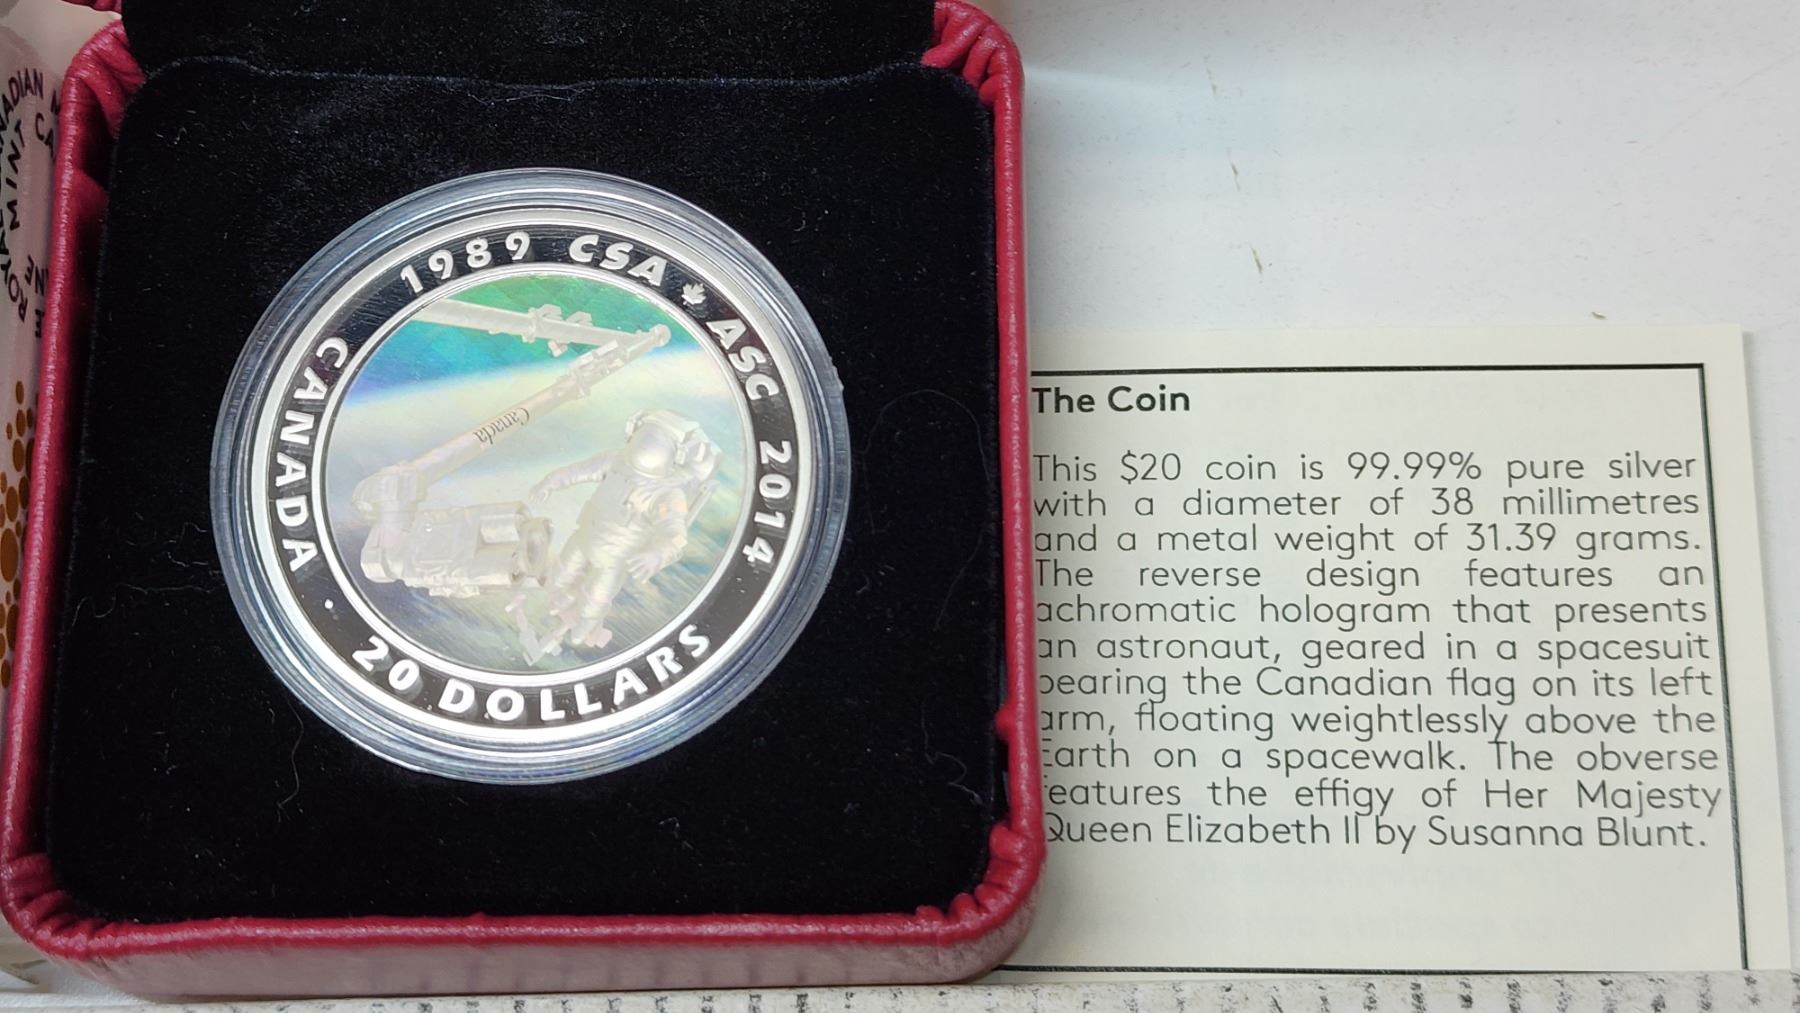 1989 CSA ASC 2014
CANADA
20 DOLLARS
Canada
ROYAL CANADIAN
MINT
The Coin
This $20 coin is 99.99% pure silver
with a diameter of 38 millimetres
and a metal weight of 31.39 grams.
The reverse design features an
achromatic hologram that presents
an astronaut, geared in a spacesuit
bearing the Canadian flag on its left
arm, floating weightlessly above the
Earth on a spacewalk. The obverse
features the effigy of Her Majesty
Queen Elizabeth II by Susanna Blunt.